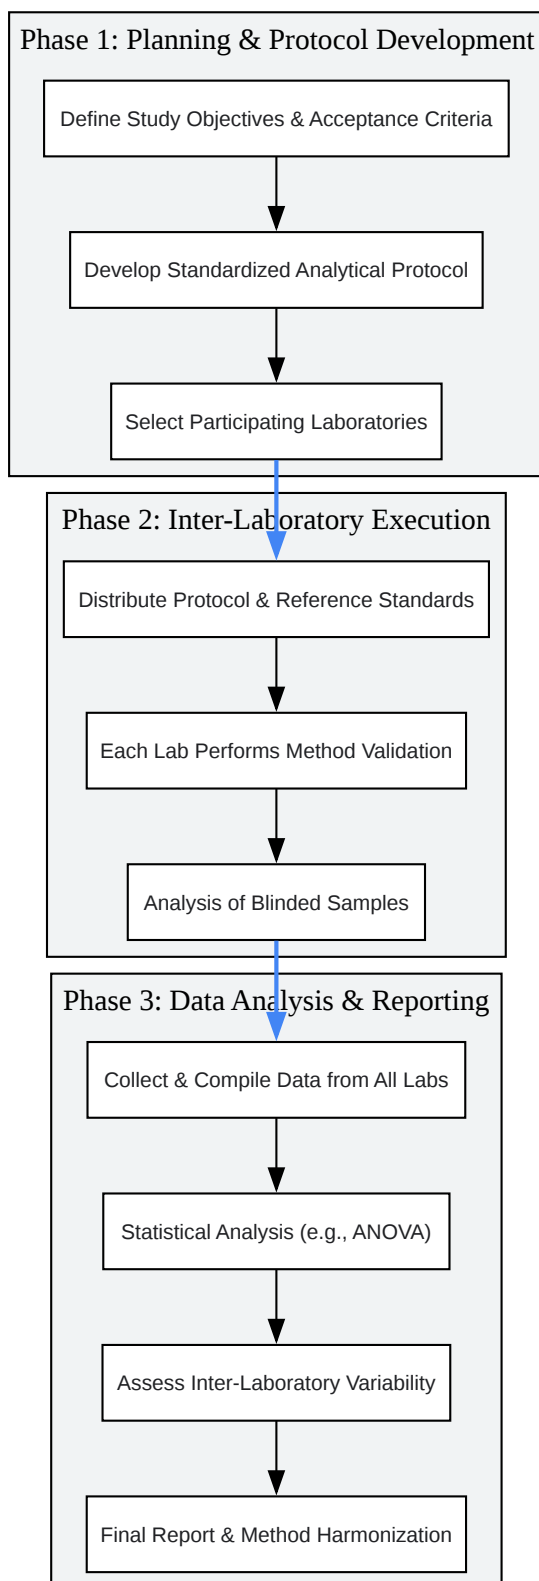 Phase 1: Planning & Protocol Development
Define Study Objectives & Acceptance Criteria
Develop Standardized Analytical Protocol
Select Participating Laboratories
Phase 2: Inter-Laboratory Execution
Distribute Protocol & Reference Standards
Each Lab Performs Method Validation
Analysis of Blinded Samples
Phase 3: Data Analysis & Reporting
Collect & Compile Data from All Labs
Statistical Analysis (e.g., ANOVA)
Assess Inter-Laboratory Variability
Final Report & Method Harmonization